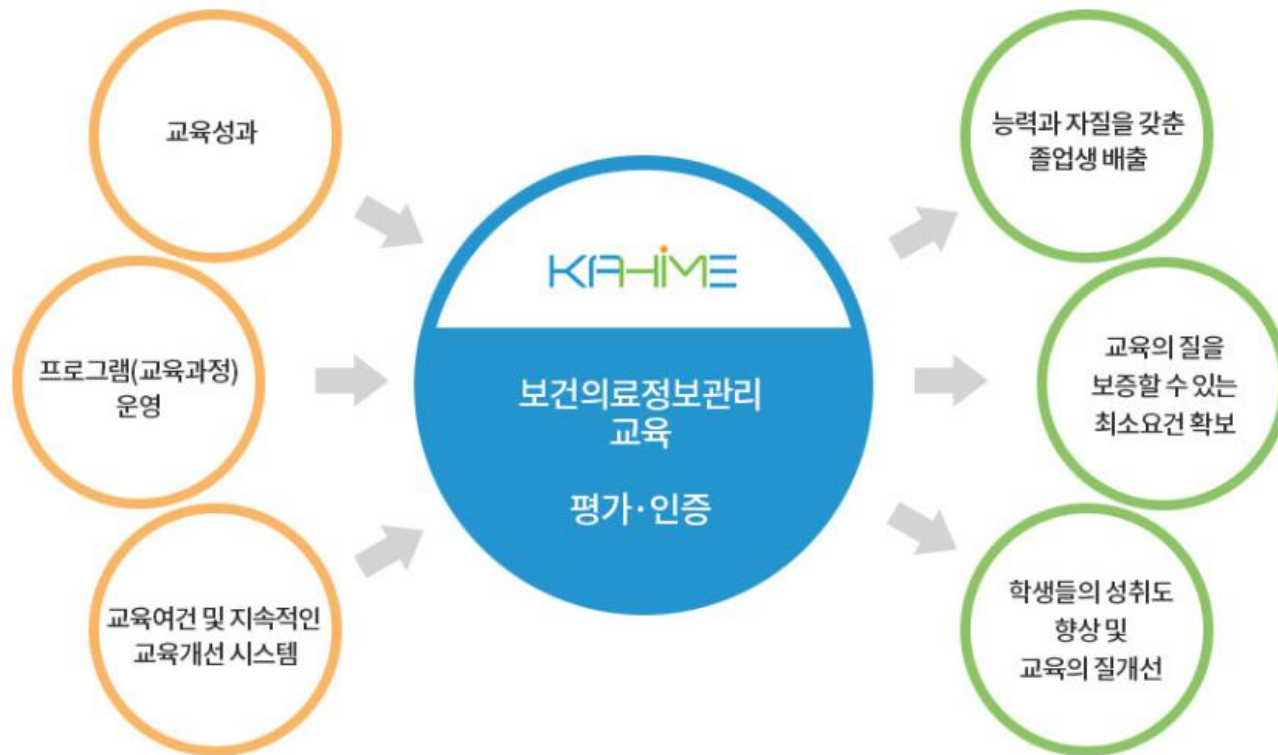 교육성과
프로그램(교육과정)
운영
교육여건 및 지속적인
교육개선 시스템
KAHIME
보건의료정보관리
교육
평가·인증
능력과 자질을 갖춘
졸업생 배출
교육의 질을
보증할 수 있는
최소요건 확보
학생들의 성취도
향상 및
교육의 질개선